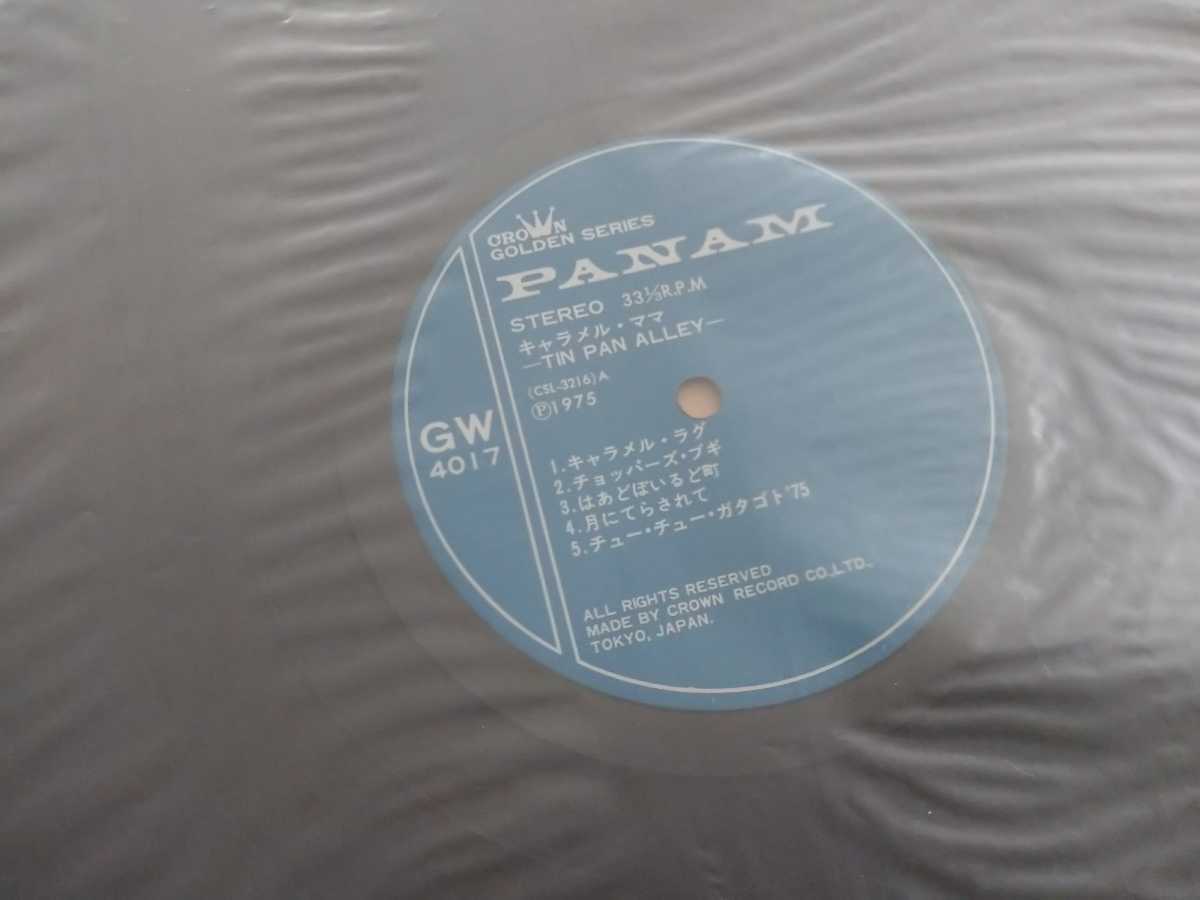 CROWN
GOLDEN SERIES
PANAM
STEREO 33⅓R.P.M
キャラメル・ママ
—TIN PAN ALLEY—
(CSL-3216)A
Ⓟ1975
GW
4017
1.キャラメル・ラグ
2.チョッパーズ・ブギ
3.はあどぼいるど町
4.月にてらされて
5.チュー・チュー・ガタゴト'75
ALL RIGHTS RESERVED
MADE BY CROWN RECORD CO.,LTD.,
TOKYO, JAPAN.